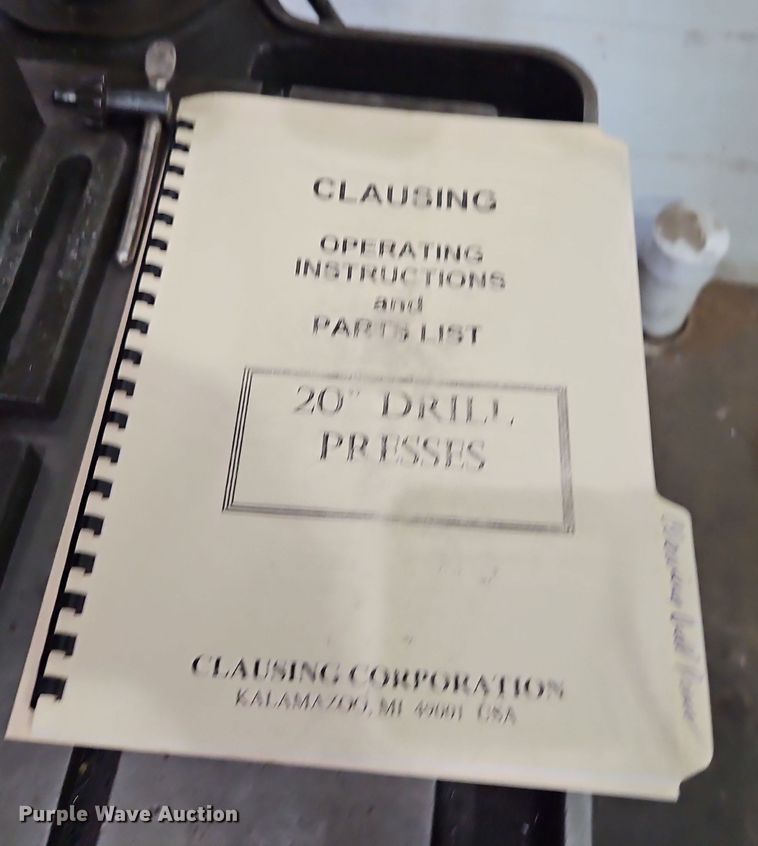 CLAUSING
OPERATING
INSTRUCTIONS
and
PARTS LIST
20" DRILL
PRESSES
CLAUSING CORPORATION
KALAMAZOO, MI 49001 USA
Purple Wave Auction